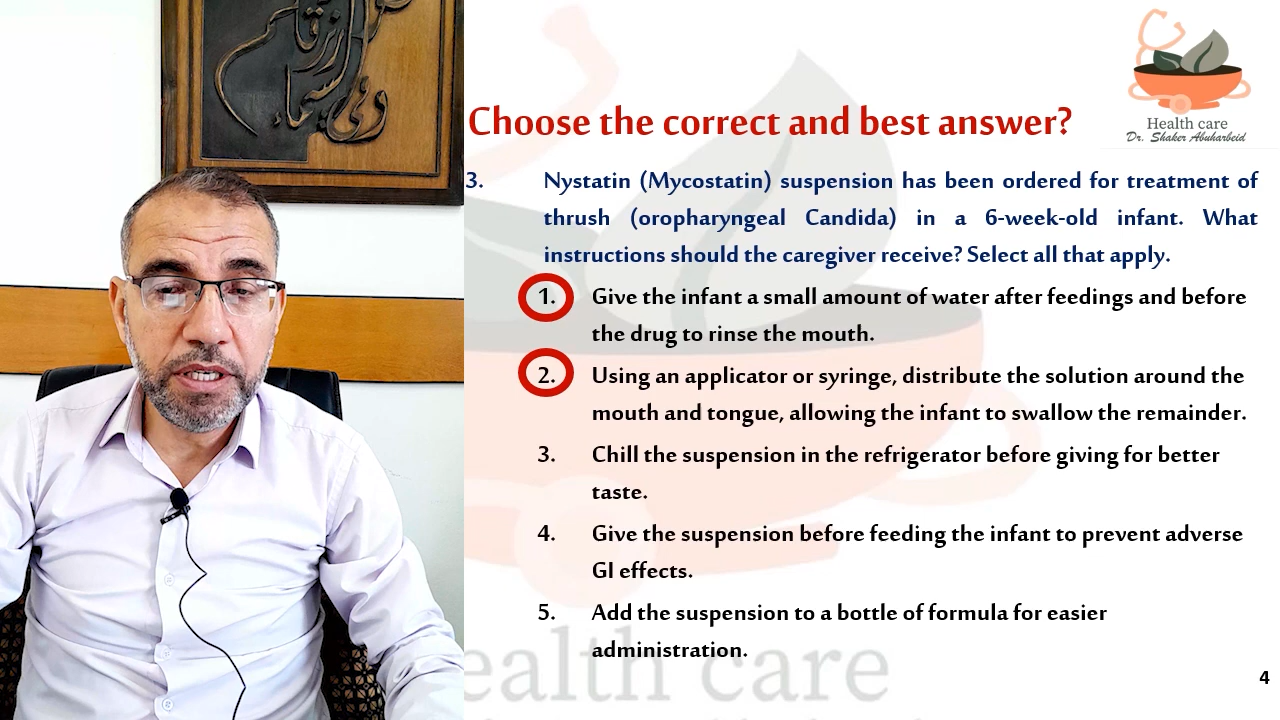 وفي السماء رزقكم
Health care
Dr. Shaker Abuharbeid
Choose the correct and best answer?
3. Nystatin (Mycostatin) suspension has been ordered for treatment of
thrush (oropharyngeal Candida) in a 6-week-old infant. What
instructions should the caregiver receive? Select all that apply.
1. Give the infant a small amount of water after feedings and before
the drug to rinse the mouth.
2. Using an applicator or syringe, distribute the solution around the
mouth and tongue, allowing the infant to swallow the remainder.
3. Chill the suspension in the refrigerator before giving for better
taste.
4. Give the suspension before feeding the infant to prevent adverse
GI effects.
5. Add the suspension to a bottle of formula for easier
administration.
ealth care
4